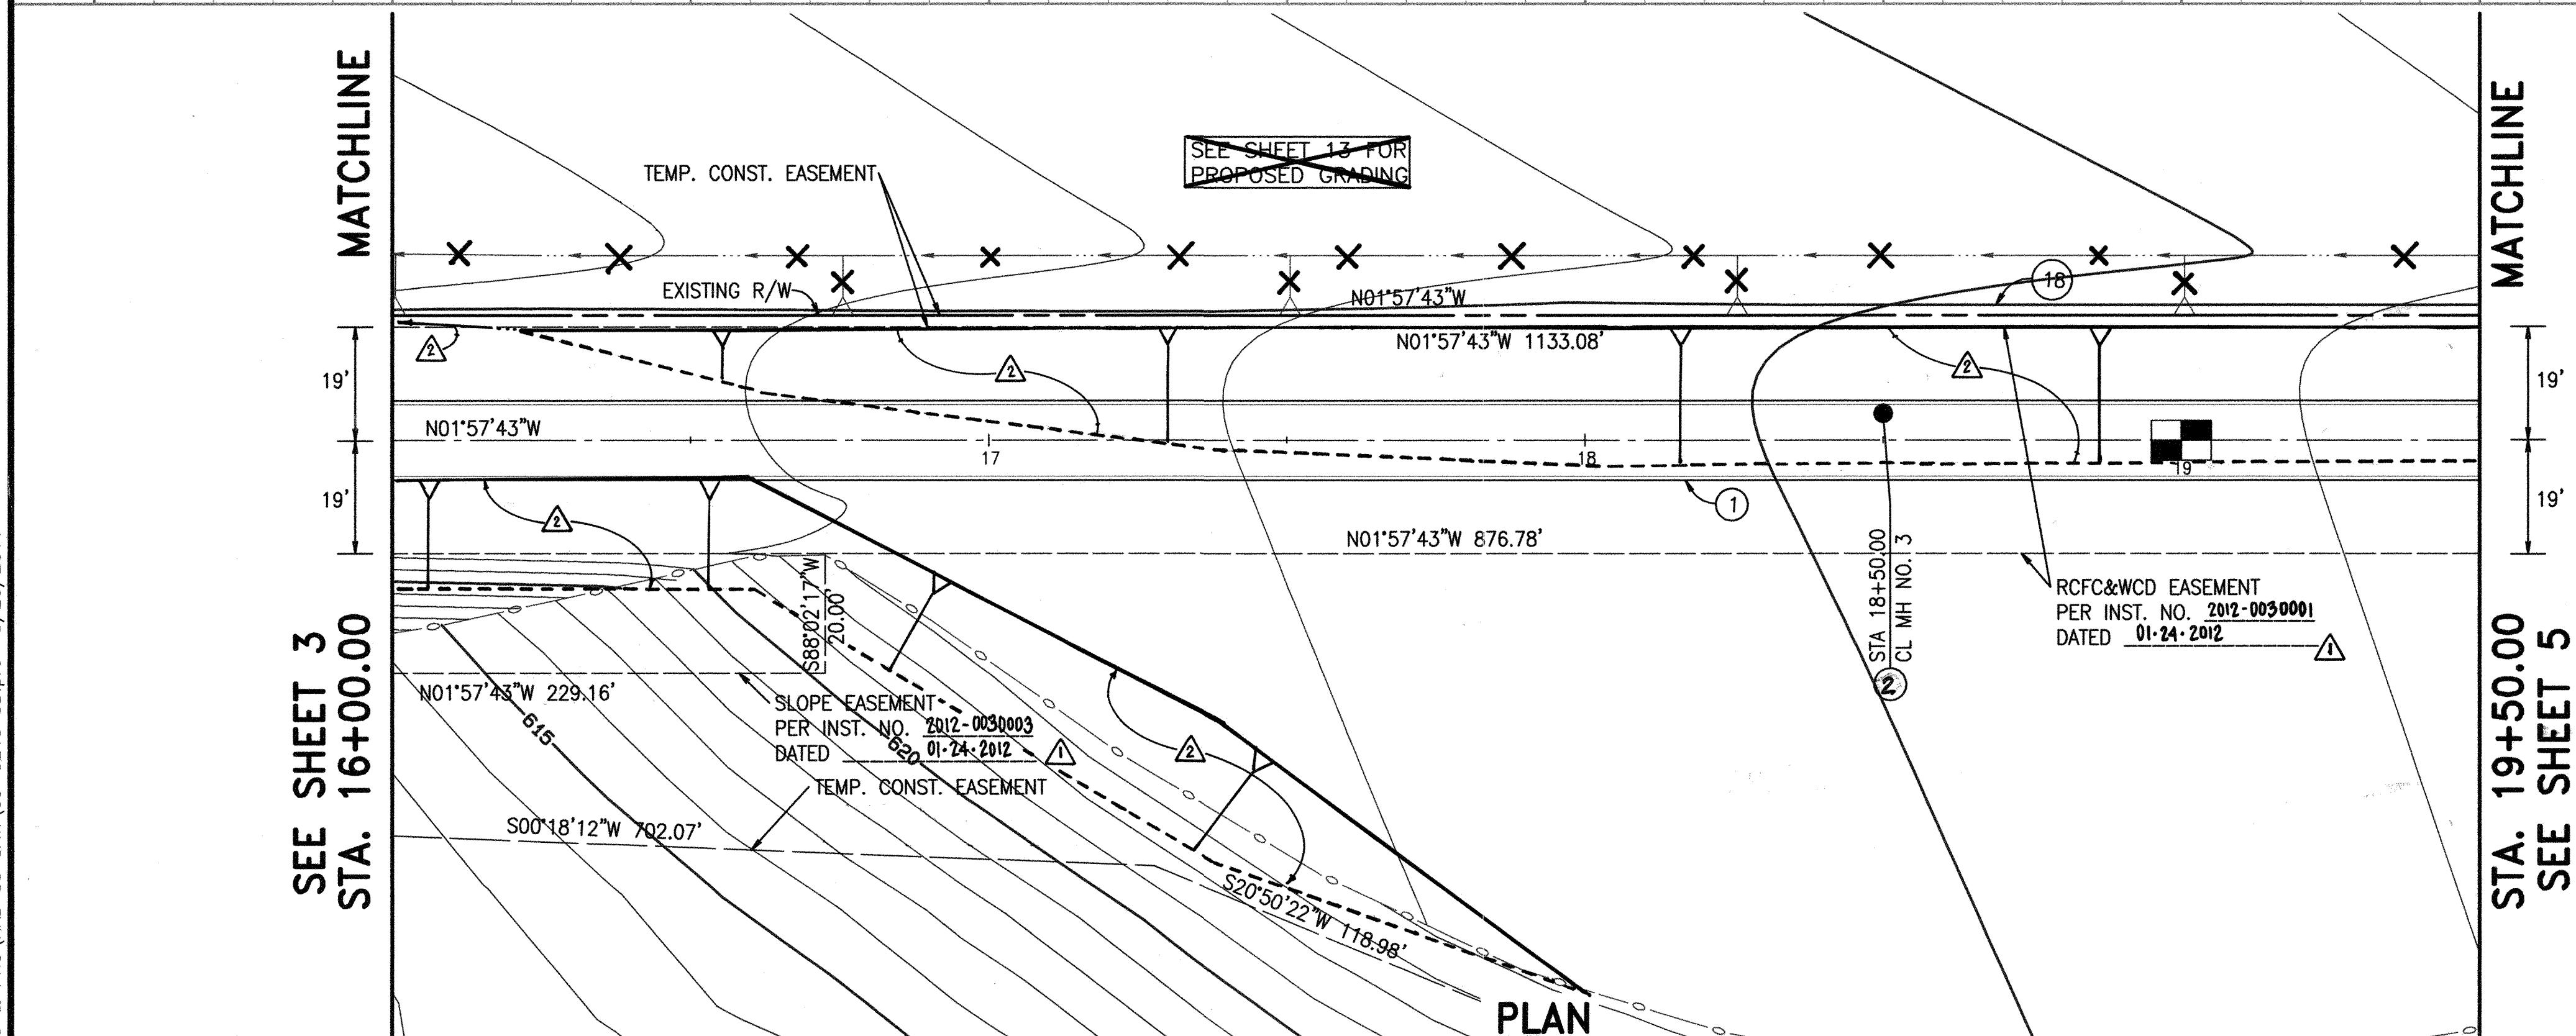 MATCHLINE
SEE SHEET 3
STA. 16+00.00
TEMP. CONST. EASEMENT
SEE SHEET 13 FOR
PROPOSED GRADING
EXISTING R/W
N01°57'43"W
18
N01°57'43"W 1133.08'
2
2
2
19'
19'
N01°57'43"W
17
18
19
1
2
N01°57'43"W 876.78'
S88°02'17"W
20.00'
STA 18+50.00
CL MH NO. 3
2
RCFC&WCD EASEMENT
PER INST. NO. 2012-0030001
DATED 01·24·2012
1
N01°57'43"W 229.16'
615
SLOPE EASEMENT
PER INST. NO. 2012-0030003
DATED 01·24·2012
1
620
2
TEMP. CONST. EASEMENT
S00°18'12"W 702.07'
S20°50'22"W 118.98'
PLAN
19'
19'
MATCHLINE
STA. 19+50.00
SEE SHEET 5